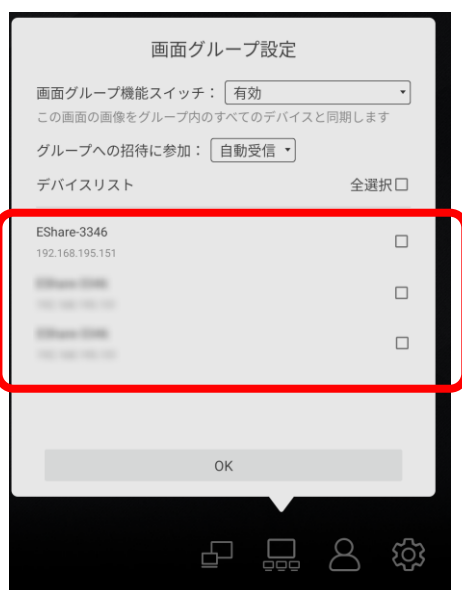 画面グループ設定
画面グループ機能スイッチ： 有効
この画面の画像をグループ内のすべてのデバイスと同期します
グループへの招待に参加： 自動受信
デバイスリスト 全選択
EShare-3346
192.168.195.151
OK